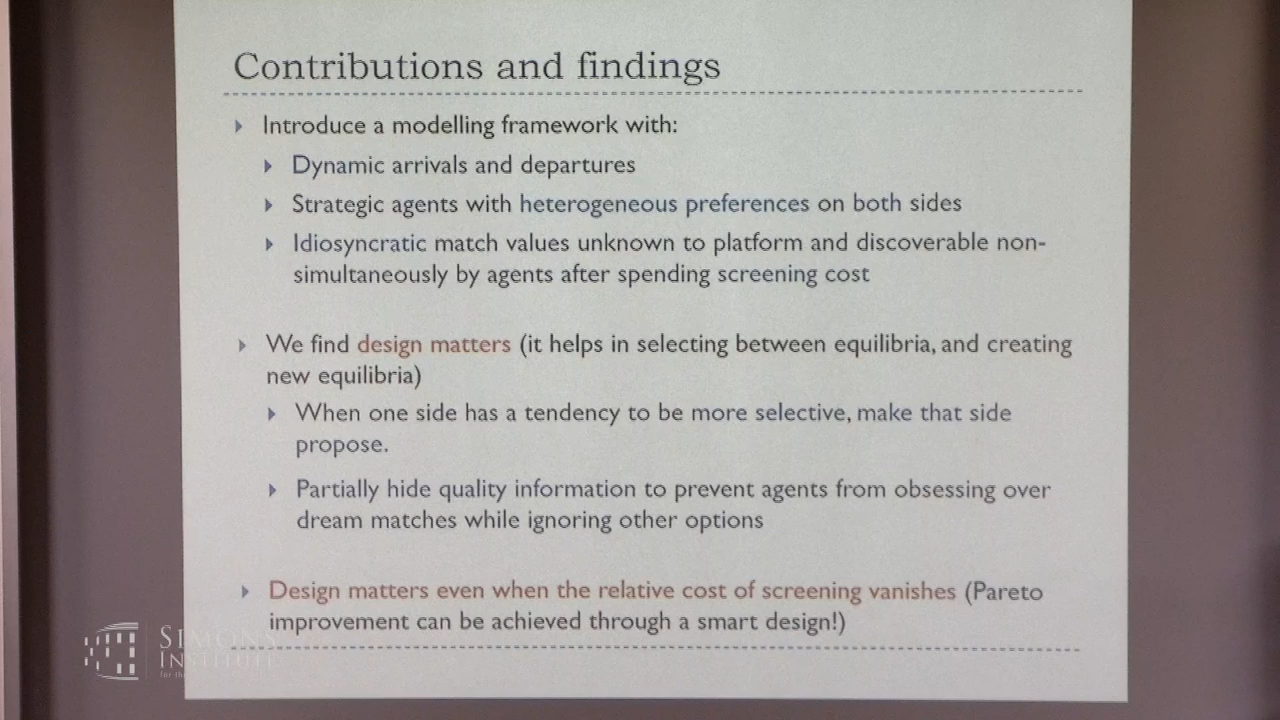 Contributions and findings
Introduce a modelling framework with:
Dynamic arrivals and departures
Strategic agents with heterogeneous preferences on both sides
Idiosyncratic match values unknown to platform and discoverable non-
simultaneously by agents after spending screening cost
We find design matters (it helps in selecting between equilibria, and creating
new equilibria)
When one side has a tendency to be more selective, make that side
propose.
Partially hide quality information to prevent agents from obsessing over
dream matches while ignoring other options
Design matters even when the relative cost of screening vanishes (Pareto
improvement can be achieved through a smart design!)
SIMONS
INSTITUTE
for the